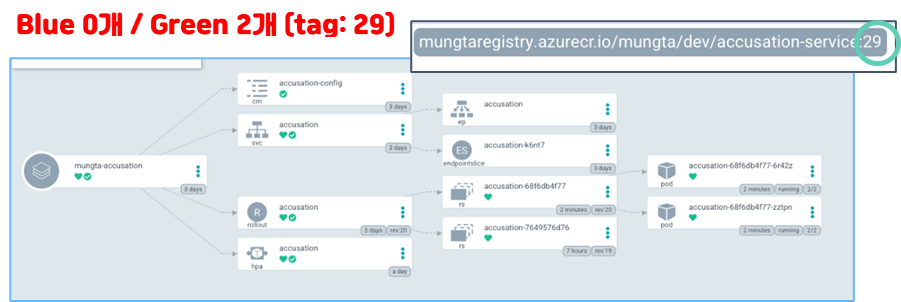 Blue 0개 / Green 2개 (tag: 29)
mungtaregistry.azurecr.io/mungta/dev/accusation-service:29
mungta-accusation
3 days
cm
accusation-config
3 days
svc
accusation
3 days
R
rollout
accusation
3 days rev:20
hpa
accusation
a day
ep
accusation
3 days
ES
endpointslice
accusation-k6nt7
3 days
rs
accusation-68f6db4f77
2 minutes rev:20
rs
accusation-7649576d76
7 hours rev:19
pod
accusation-68f6db4f77-6r42z
2 minutes running 2/2
pod
accusation-68f6db4f77-zztpn
2 minutes running 2/2